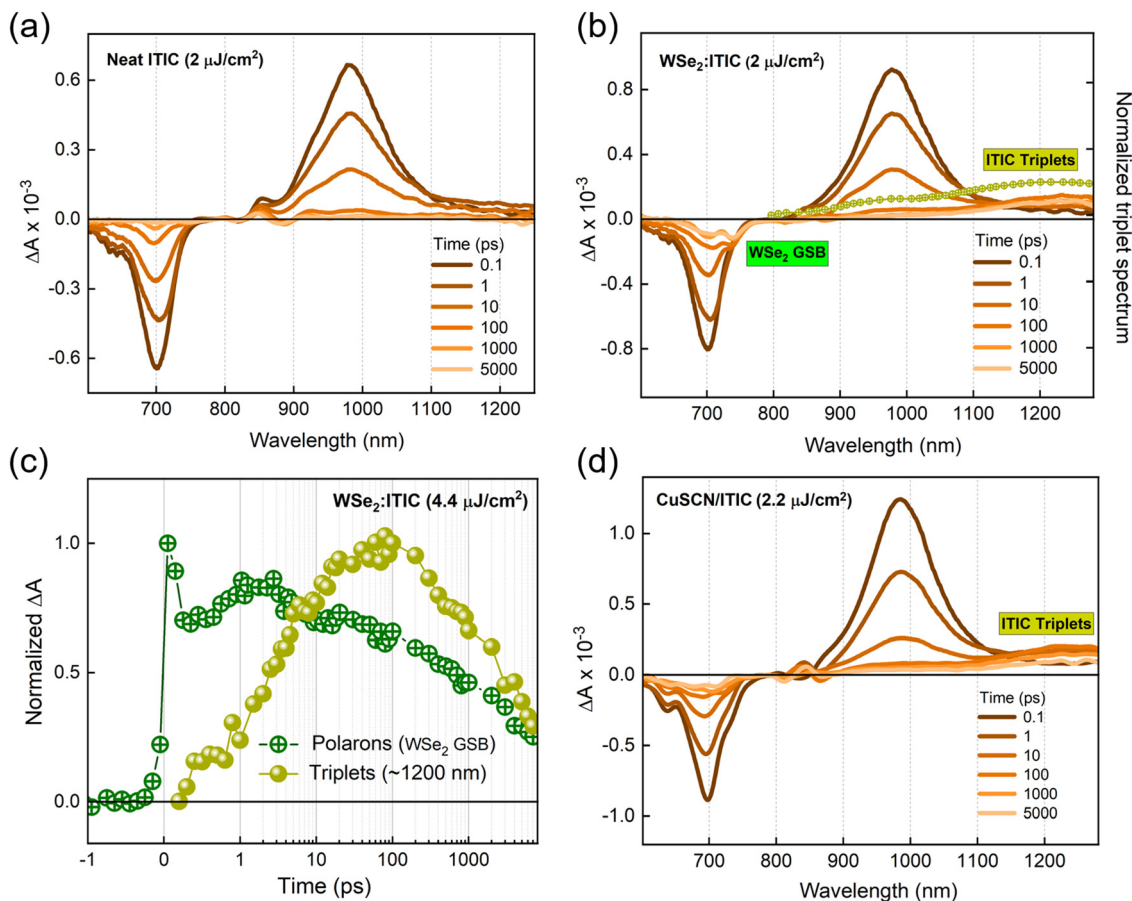 (a)
Neat ITIC (2 μJ/cm²)
0.6
0.3
0.0
-0.3
-0.6
ΔA x 10⁻³
Time (ps)
0.1
1
10
100
1000
5000
700 800 900 1000 1100 1200
Wavelength (nm)
(b)
WSe₂:ITIC (2 μJ/cm²)
0.8
0.4
0.0
-0.4
-0.8
ΔA x 10⁻³
ITIC Triplets
WSe₂ GSB
Time (ps)
0.1
1
10
100
1000
5000
Normalized triplet spectrum
700 800 900 1000 1100 1200
Wavelength (nm)
(c)
WSe₂:ITIC (4.4 μJ/cm²)
1.0
0.5
0.0
Normalized ΔA
Polarons (WSe₂ GSB)
Triplets (~1200 nm)
-1 0 1 10 100 1000
Time (ps)
(d)
CuSCN/ITIC (2.2 μJ/cm²)
1.0
0.5
0.0
-0.5
-1.0
ΔA x 10⁻³
ITIC Triplets
Time (ps)
0.1
1
10
100
1000
5000
700 800 900 1000 1100 1200
Wavelength (nm)